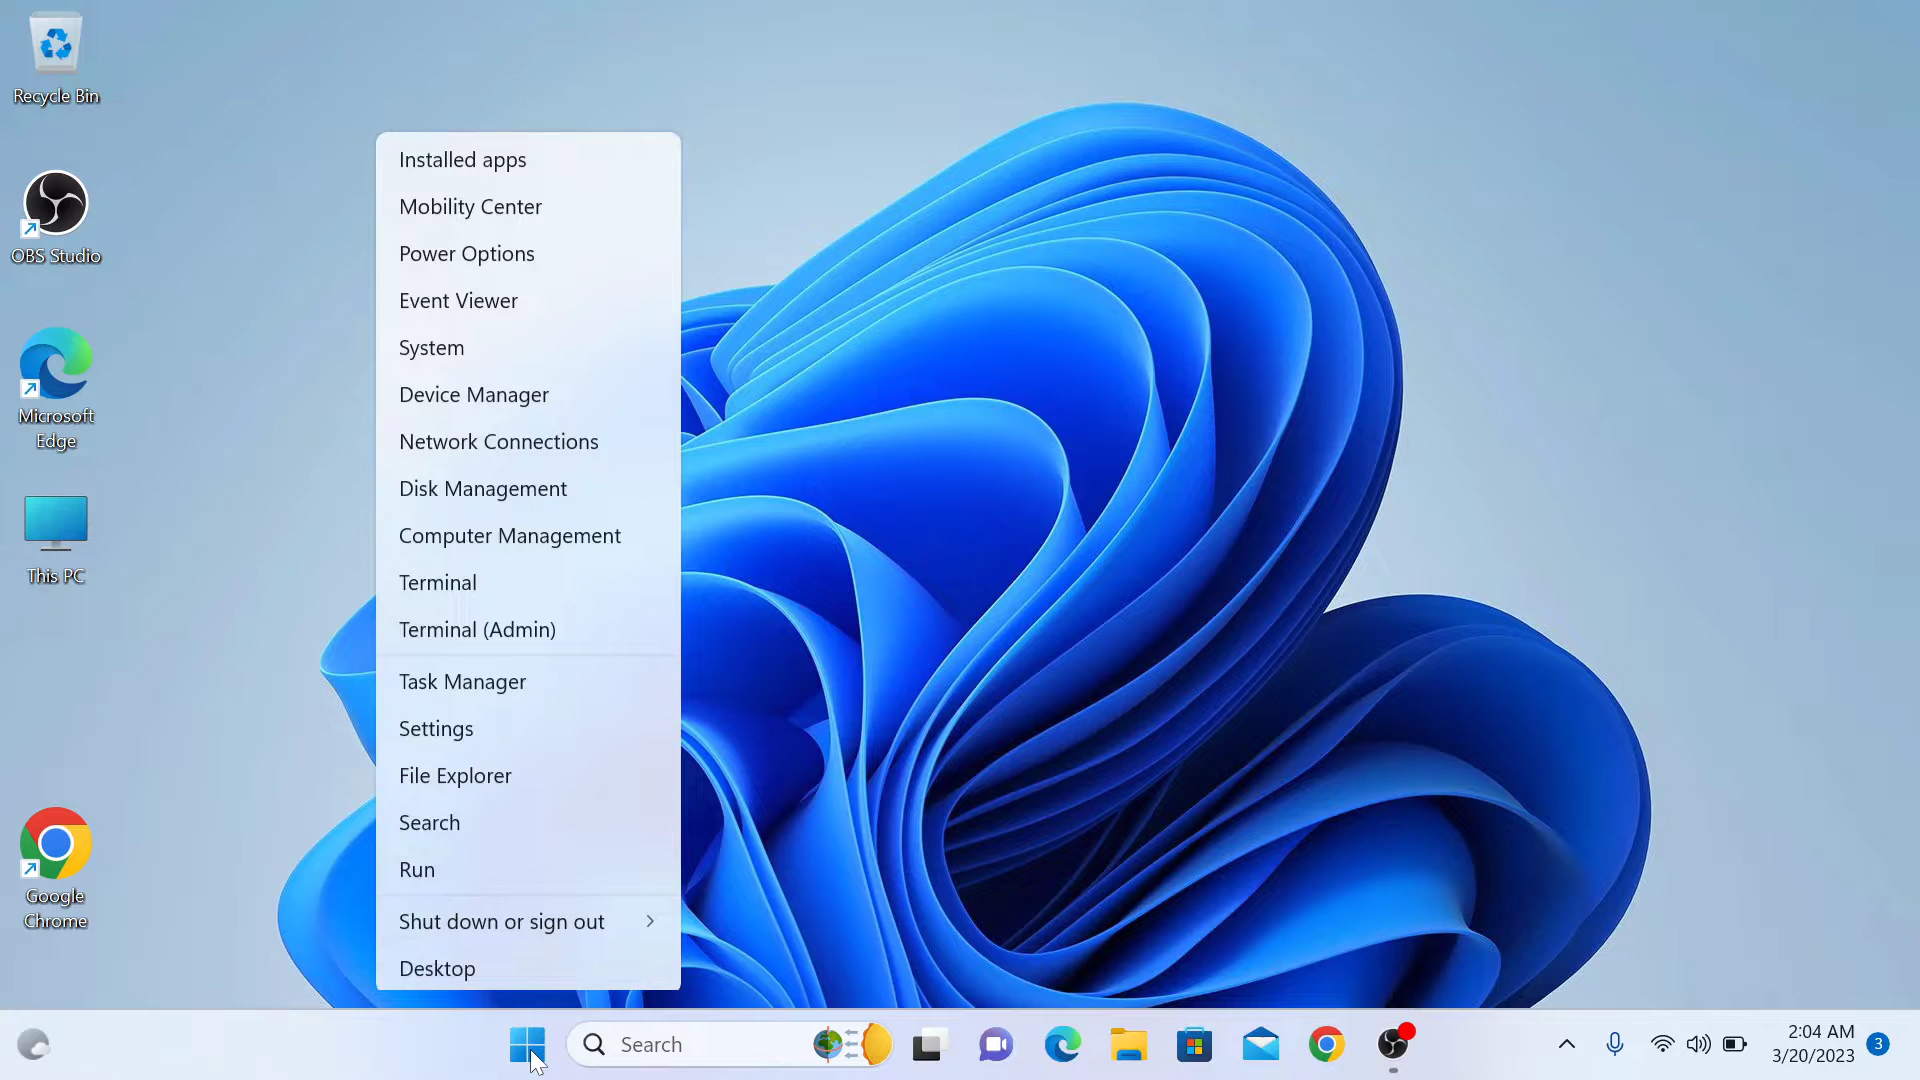 Recycle Bin
OBS Studio
Microsoft
Edge
This PC
Google
Chrome
Installed apps
Mobility Center
Power Options
Event Viewer
System
Device Manager
Network Connections
Disk Management
Computer Management
Terminal
Terminal (Admin)
Task Manager
Settings
File Explorer
Search
Run
Shut down or sign out
Desktop
Search
2:04 AM
3/20/2023
3